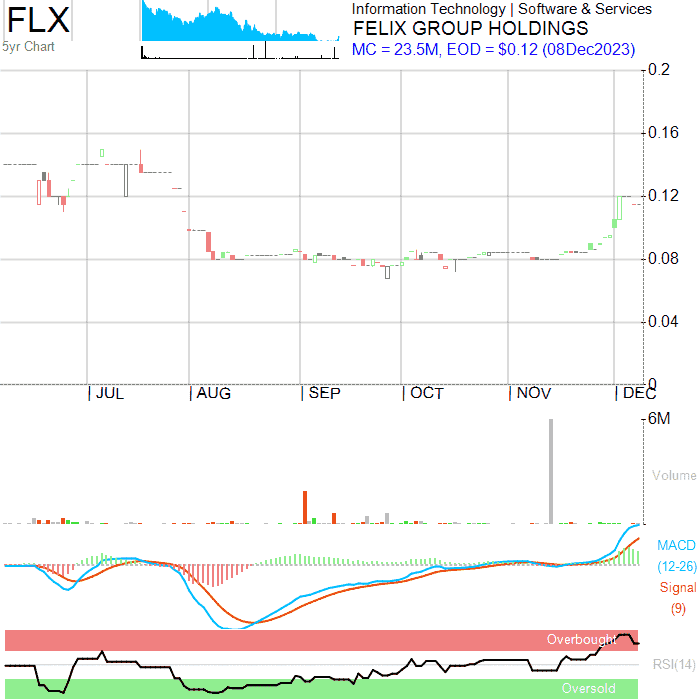 FLX
5yr Chart
Information Technology | Software & Services
FELIX GROUP HOLDINGS
MC = 23.5M, EOD = $0.12 (08Dec2023)
0.2
0.16
0.12
0.08
0.04
0
JUL AUG SEP OCT NOV DEC
6M
Volume
MACD
(12-26)
Signal
(9)
Overbought
RSI(14)
Oversold